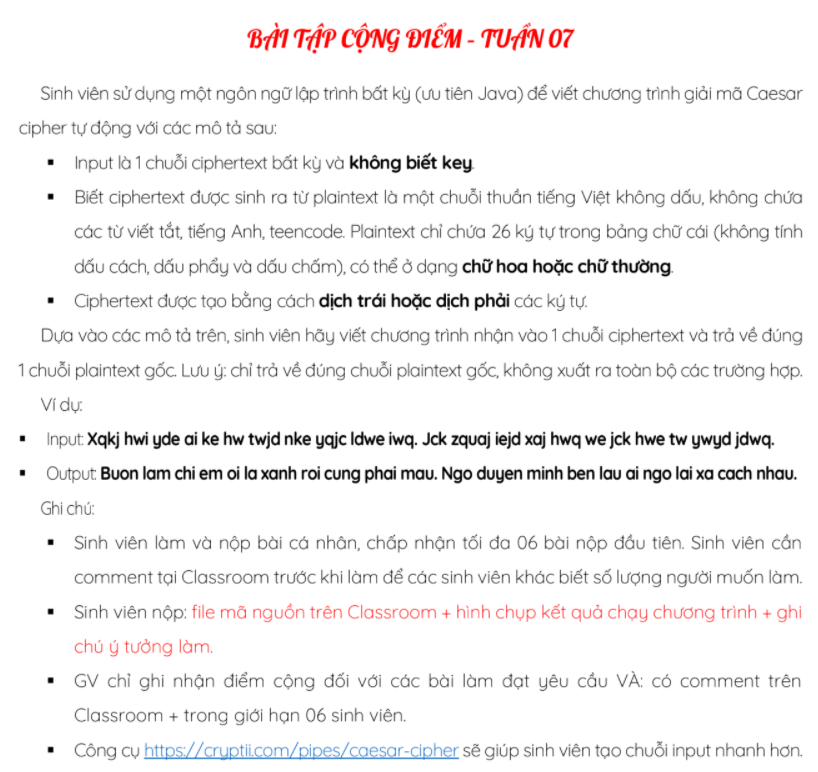 BÀI TẬP CỘNG ĐIỂM – TUẦN 07
Sinh viên sử dụng một ngôn ngữ lập trình bất kỳ (ưu tiên Java) để viết chương trình giải mã Caesar
cipher tự động với các mô tả sau:
▪ Input là 1 chuỗi ciphertext bất kỳ và không biết key.
▪ Biết ciphertext được sinh ra từ plaintext là một chuỗi thuần tiếng Việt không dấu, không chứa
các từ viết tắt, tiếng Anh, teencode. Plaintext chỉ chứa 26 ký tự trong bảng chữ cái (không tính
dấu cách, dấu phẩy và dấu chấm), có thể ở dạng chữ hoa hoặc chữ thường.
▪ Ciphertext được tạo bằng cách dịch trái hoặc dịch phải các ký tự.
Dựa vào các mô tả trên, sinh viên hãy viết chương trình nhận vào 1 chuỗi ciphertext và trả về đúng
1 chuỗi plaintext gốc. Lưu ý: chỉ trả về đúng chuỗi plaintext gốc, không xuất ra toàn bộ các trường hợp.
Ví dụ:
▪ Input: Xqkj hwi yde ai ke hw twjd nke yqjc ldwe iwq. Jck zquaj iejd xaj hwq we jck hwe tw ywyd jdwq.
▪ Output: Buon lam chi em oi la xanh roi cung phai mau. Ngo duyen minh ben lau ai ngo lai xa cach nhau.
Ghi chú:
▪ Sinh viên làm và nộp bài cá nhân, chấp nhận tối đa 06 bài nộp đầu tiên. Sinh viên cần
comment tại Classroom trước khi làm để các sinh viên khác biết số lượng người muốn làm.
▪ Sinh viên nộp: file mã nguồn trên Classroom + hình chụp kết quả chạy chương trình + ghi
chú ý tưởng làm.
▪ GV chỉ ghi nhận điểm cộng đối với các bài làm đạt yêu cầu VÀ: có comment trên
Classroom + trong giới hạn 06 sinh viên.
▪ Công cụ https://cryptii.com/pipes/caesar-cipher sẽ giúp sinh viên tạo chuỗi input nhanh hơn.